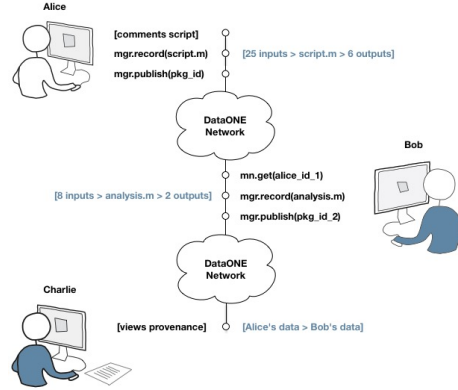 Alice
[comments script]
mgr.record(script.m) [25 inputs > script.m > 6 outputs]
mgr.publish(pkg_id)
DataONE
Network
Bob
mn.get(alice_id_1)
[8 inputs > analysis.m > 2 outputs] mgr.record(analysis.m)
mgr.publish(pkg_id_2)
DataONE
Network
Charlie
[views provenance] [Alice's data > Bob's data]